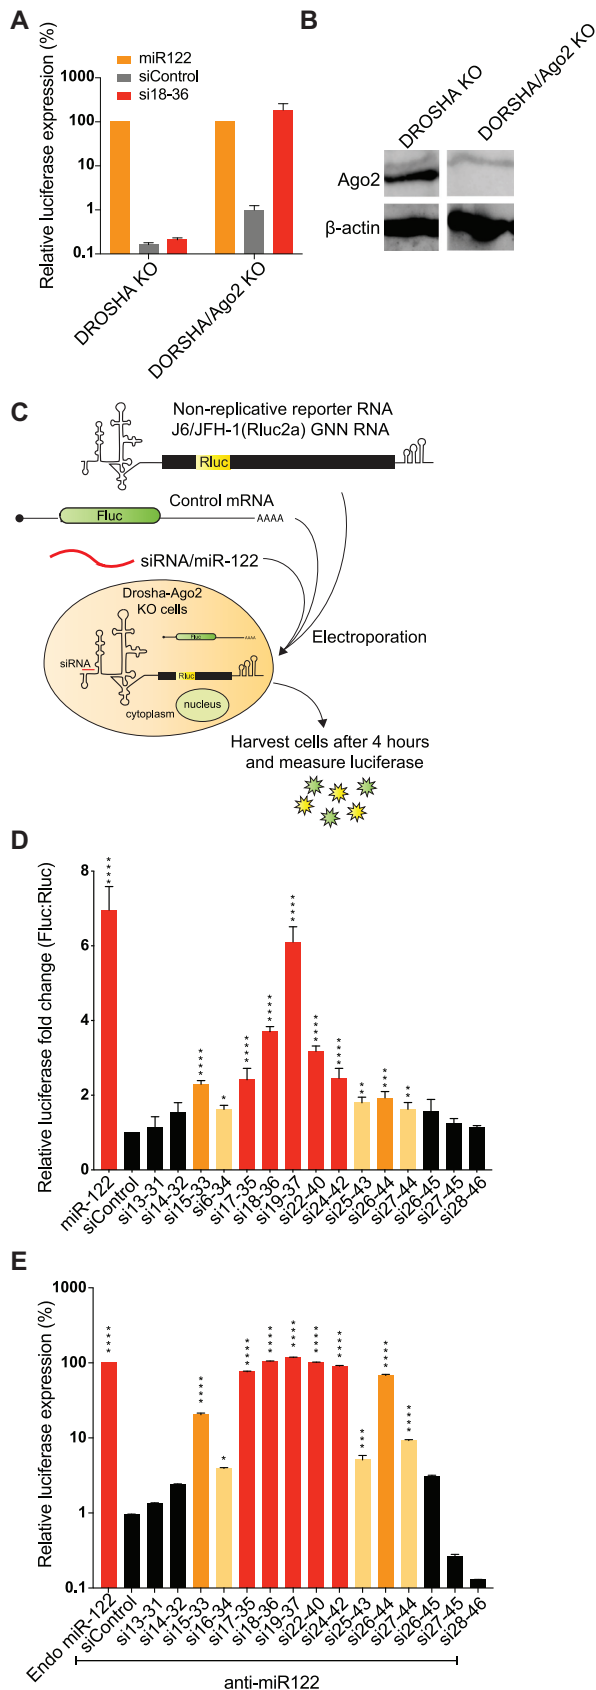 A
Relative luciferase expression (%)
miR122
siControl
si18-36
1000
100
10
1
0.1
DROSHA KO
DORSHA/Ago2 KO
B
DROSHA KO
DORSHA/Ago2 KO
Ago2
β-actin
C
Non-replicative reporter RNA
J6/JFH-1(Rluc2a) GNN RNA
Rluc
Control mRNA
Fluc
AAAA
siRNA/miR-122
Drosha-Ago2
KO cells
Fluc
AAAA
siRNA
Rluc
cytoplasm
nucleus
Electroporation
Harvest cells after 4 hours
and measure luciferase
D
Relative luciferase fold change (Fluc:Rluc)
8
6
4
2
0
****
****
*
****
****
****
****
****
**
***
**
miR-122
siControl
si13-31
si14-32
si15-33
si6-34
si17-35
si18-36
si19-37
si22-40
si24-42
si25-43
si26-44
si27-44
si26-45
si27-45
si28-46
E
Relative luciferase expression (%)
1000
100
10
1
0.1
****
****
*
****
****
****
****
****
***
****
****
Endo miR-122
siControl
si13-31
si14-32
si15-33
si16-34
si17-35
si18-36
si19-37
si22-40
si24-42
si25-43
si26-44
si27-44
si26-45
si27-45
si28-46
anti-miR122